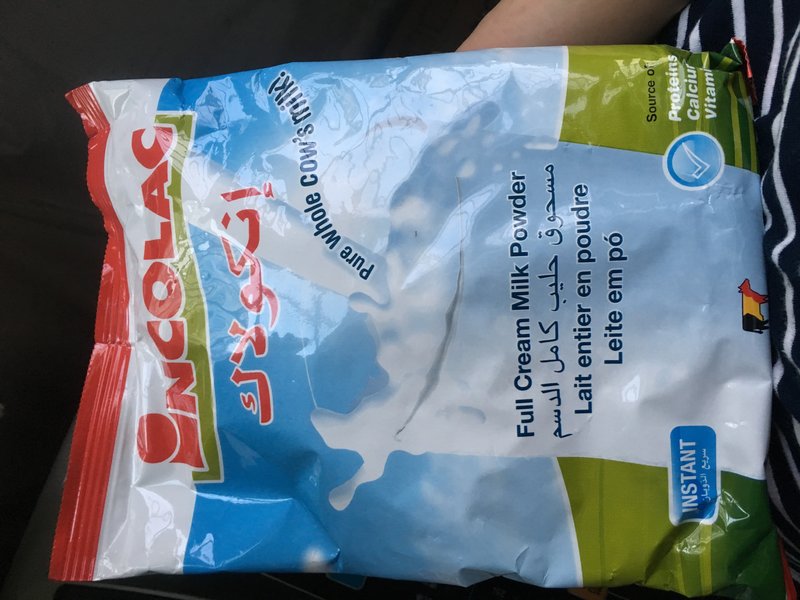 INCOLAC
إنكولاك
Pure whole cow's milk!
Full Cream Milk Powder
مسحوق حليب كامل الدسم
Lait entier en poudre
Leite em pó
Source of
Proteins
Calcium
INSTANT
سريع الذوبان